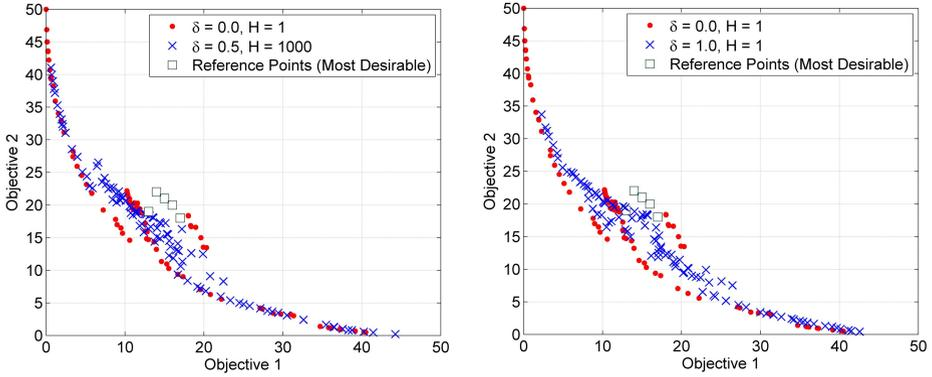 50
45
40
35
30
25
20
15
10
5
0
Objective 2
δ = 0.0, H = 1
δ = 0.5, H = 1000
Reference Points (Most Desirable)
0 10 20 30 40 50
Objective 1
50
45
40
35
30
25
20
15
10
5
0
Objective 2
δ = 0.0, H = 1
δ = 1.0, H = 1
Reference Points (Most Desirable)
0 10 20 30 40 50
Objective 1